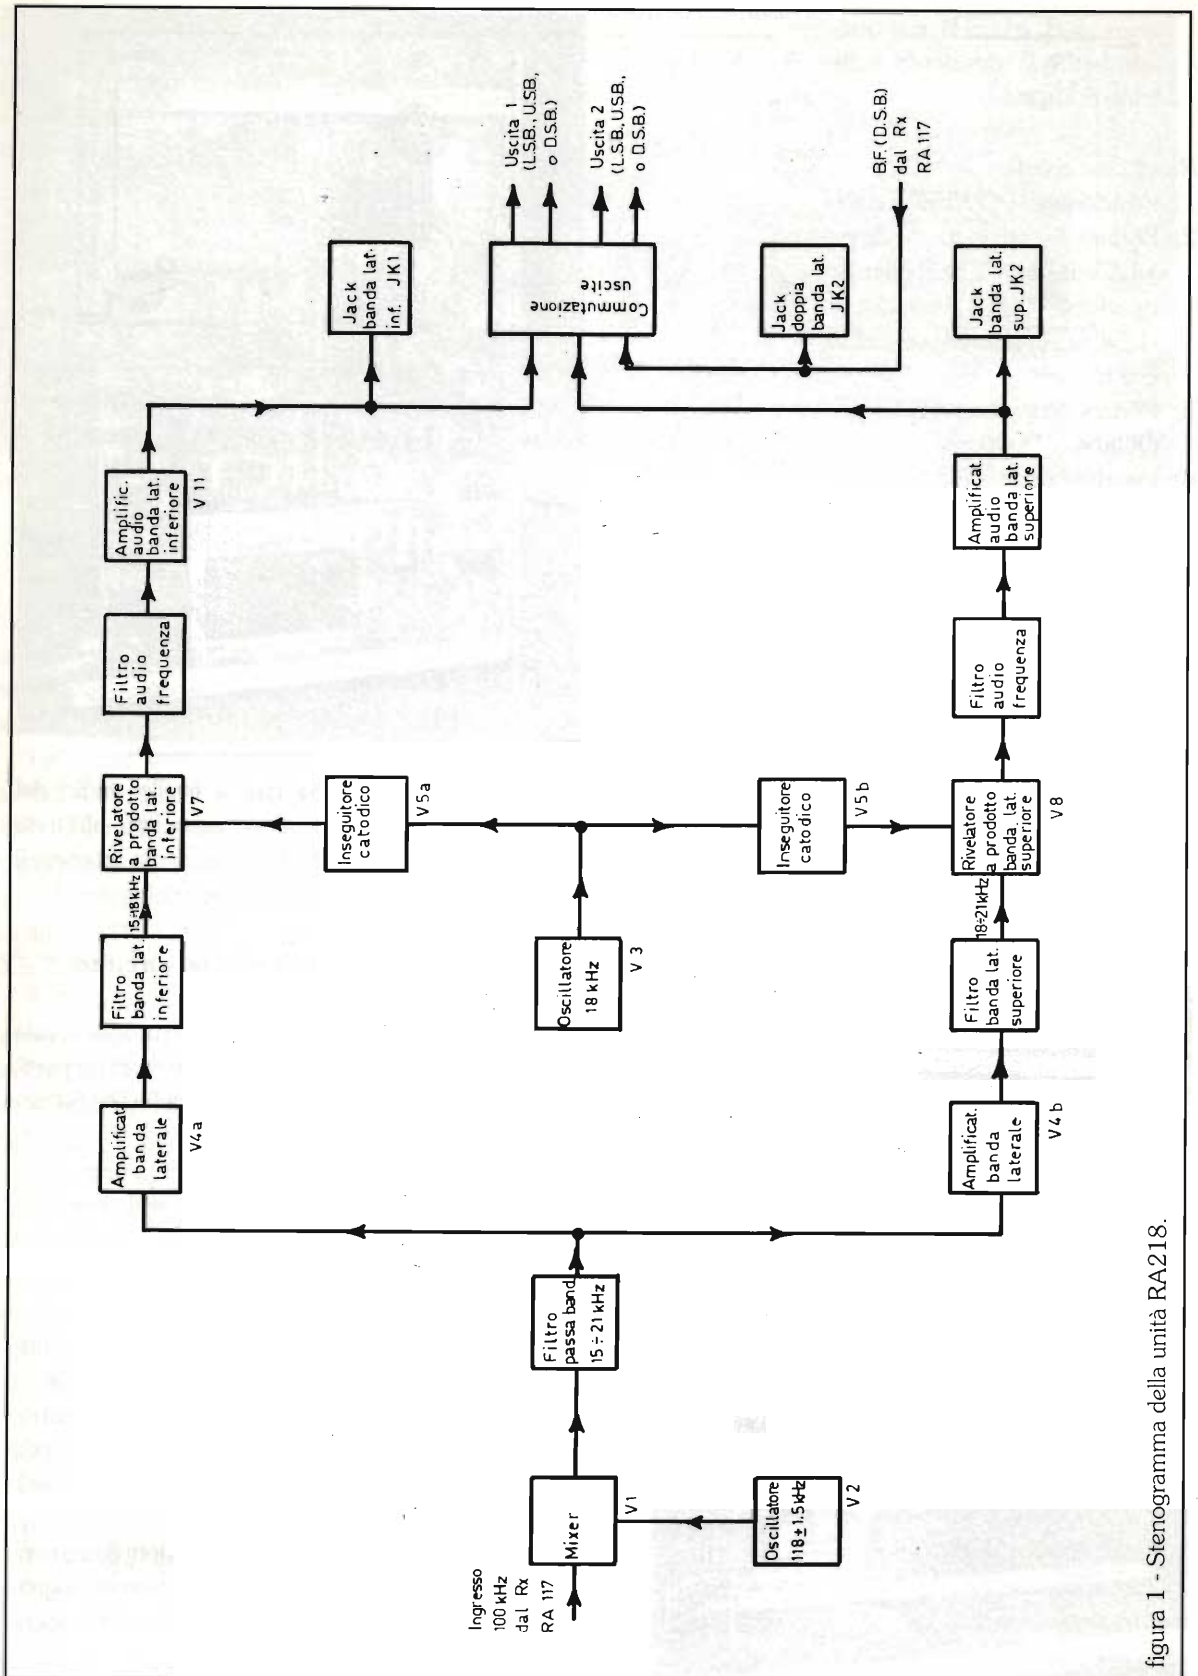 Ingresso
100 kHz
dal Rx
RA 117
Mixer
V1
Oscillatore
118 ± 1.5 kHz
V 2
Filtro
passa band
15 ÷ 21 kHz
Amplificat.
banda
laterale
V4a
Filtro
banda lat.
inferiore
15÷18 kHz
Rivelatore
a prodotto
banda lat.
inferiore
V7
Filtro
audio
frequenza
Amplific.
audio
banda lat.
inferiore
V 11
Jack
banda lat.
inf. JK1
Oscillatore
18 kHz
V 3
Inseguitore
catodico
V5a
Inseguitore
catodico
V5b
Commutazione
uscite
Uscita 1
(L.S.B., U.S.B.,
o D.S.B.)
Uscita 2
(L.S.B., U.S.B.,
o D.S.B.)
Jack
doppia
banda lat.
JK2
B.F. (D.S.B.)
dal Rx
RA 117
Amplificat.
banda
laterale
V4b
Filtro
banda lat.
superiore
18÷21kHz
Rivelatore
a prodotto
banda. lat.
superiore
V8
Filtro
audio
frequenza
Amplificat.
audio
banda lat.
superiore
Jack
banda lat.
sup. JK2
figura 1 - Stenogramma della unità RA218.